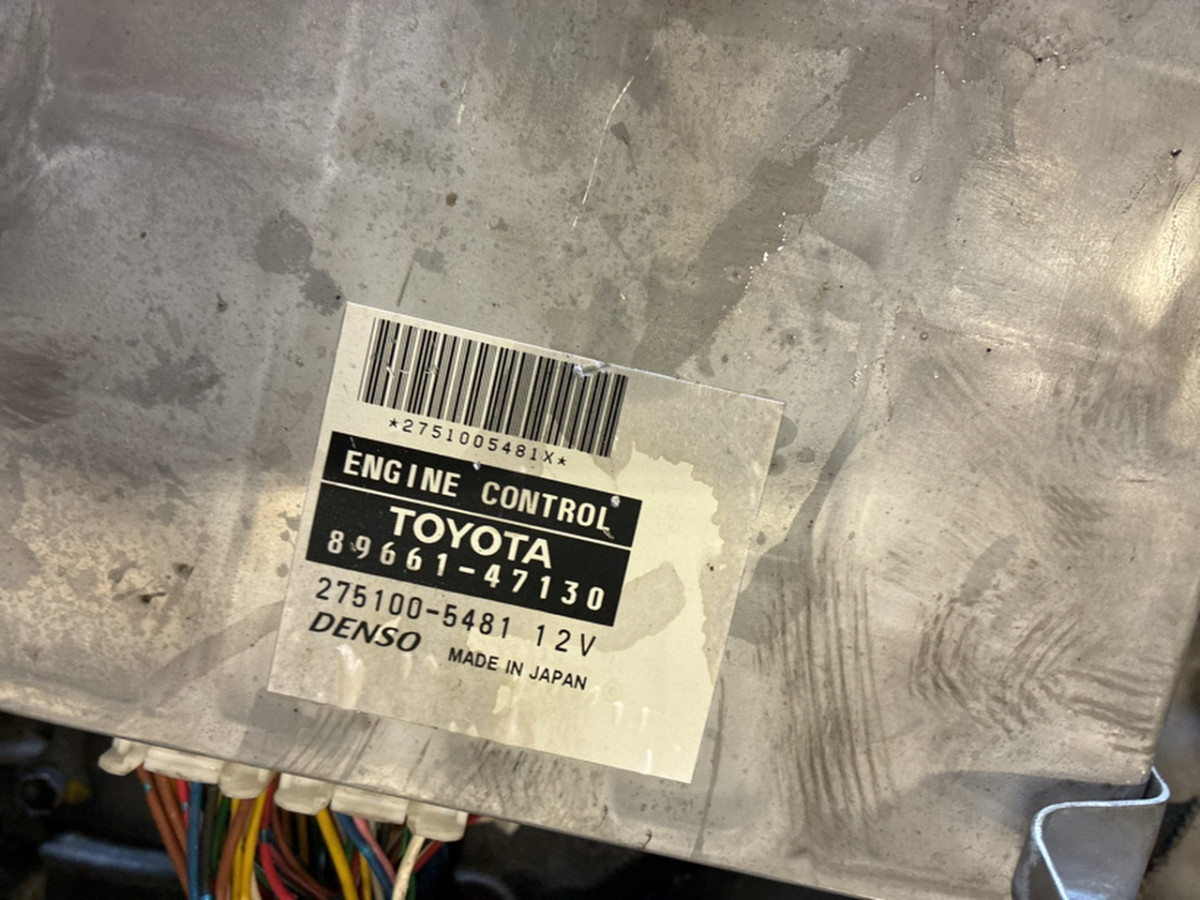 *2751005481X*
ENGINE CONTROL
TOYOTA
89661-47130
275100-5481 12V
DENSO MADE IN JAPAN